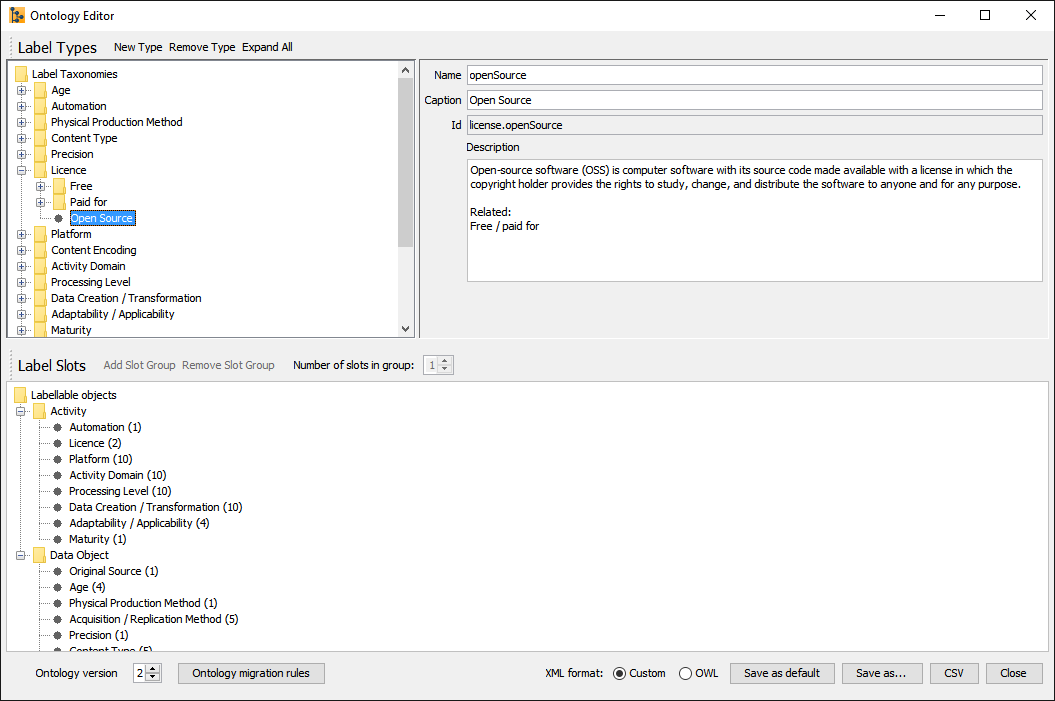 Ontology Editor
Label Types New Type Remove Type Expand All
Label Taxonomies
Age
Automation
Physical Production Method
Content Type
Precision
Licence
Free
Paid for
Open Source
Platform
Content Encoding
Activity Domain
Processing Level
Data Creation / Transformation
Adaptability / Applicability
Maturity
Name openSource
Caption Open Source
Id license.openSource
Description
Open-source software (OSS) is computer software with its source code made available with a license in which the
copyright holder provides the rights to study, change, and distribute the software to anyone and for any purpose.
Related:
Free / paid for
Label Slots Add Slot Group Remove Slot Group Number of slots in group: 1
Labellable objects
Activity
Automation (1)
Licence (2)
Platform (10)
Activity Domain (10)
Processing Level (10)
Data Creation / Transformation (10)
Adaptability / Applicability (4)
Maturity (1)
Data Object
Original Source (1)
Age (4)
Physical Production Method (1)
Acquisition / Replication Method (5)
Precision (1)
Content Type (5)
Ontology version 2 Ontology migration rules XML format: Custom OWL Save as default Save as... CSV Close